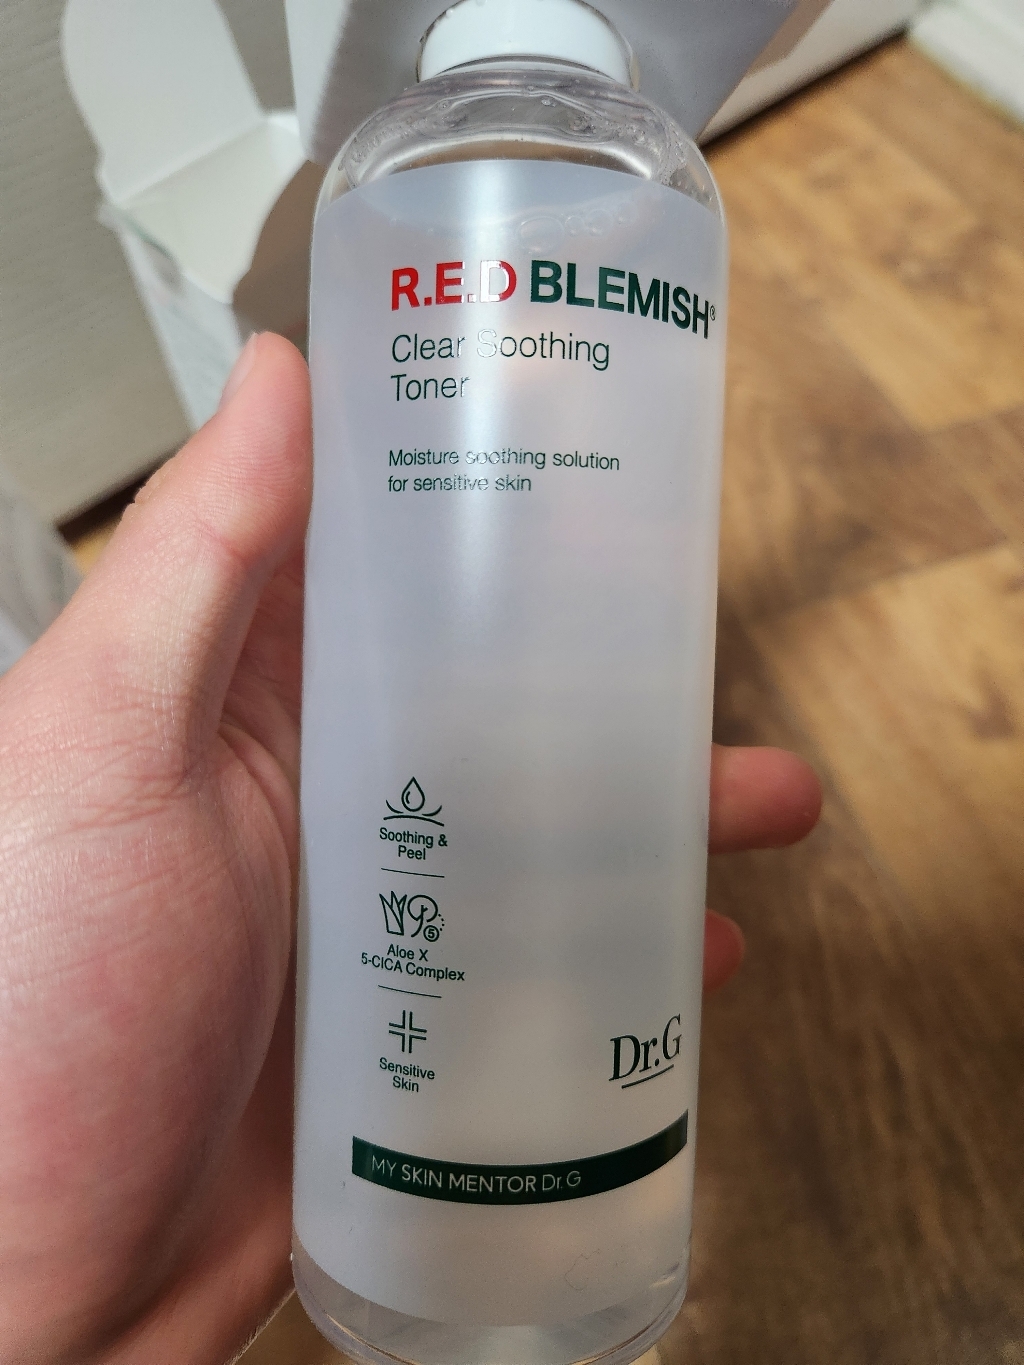 R.E.D BLEMISH®
Clear Soothing
Toner
Moisture soothing solution
for sensitive skin
Soothing &
Peel
5
Aloe X
5-CICA Complex
Sensitive
Skin
Dr.G
MY SKIN MENTOR Dr.G